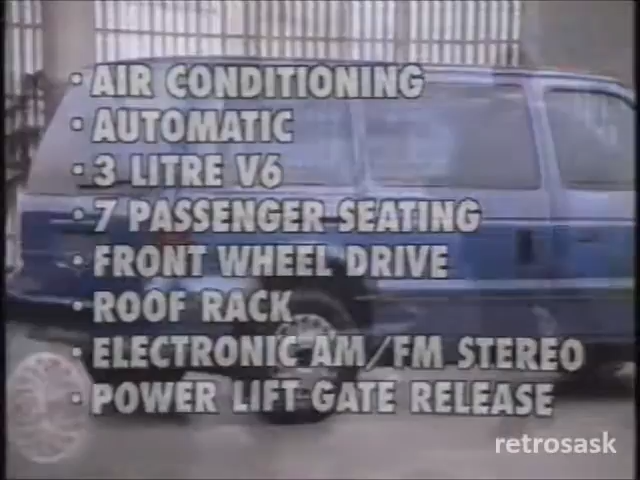 • AIR CONDITIONING
• AUTOMATIC
• 3 LITRE V6
• 7 PASSENGER SEATING
• FRONT WHEEL DRIVE
• ROOF RACK
• ELECTRONIC AM/FM STEREO
• POWER LIFT GATE RELEASE
retrosask